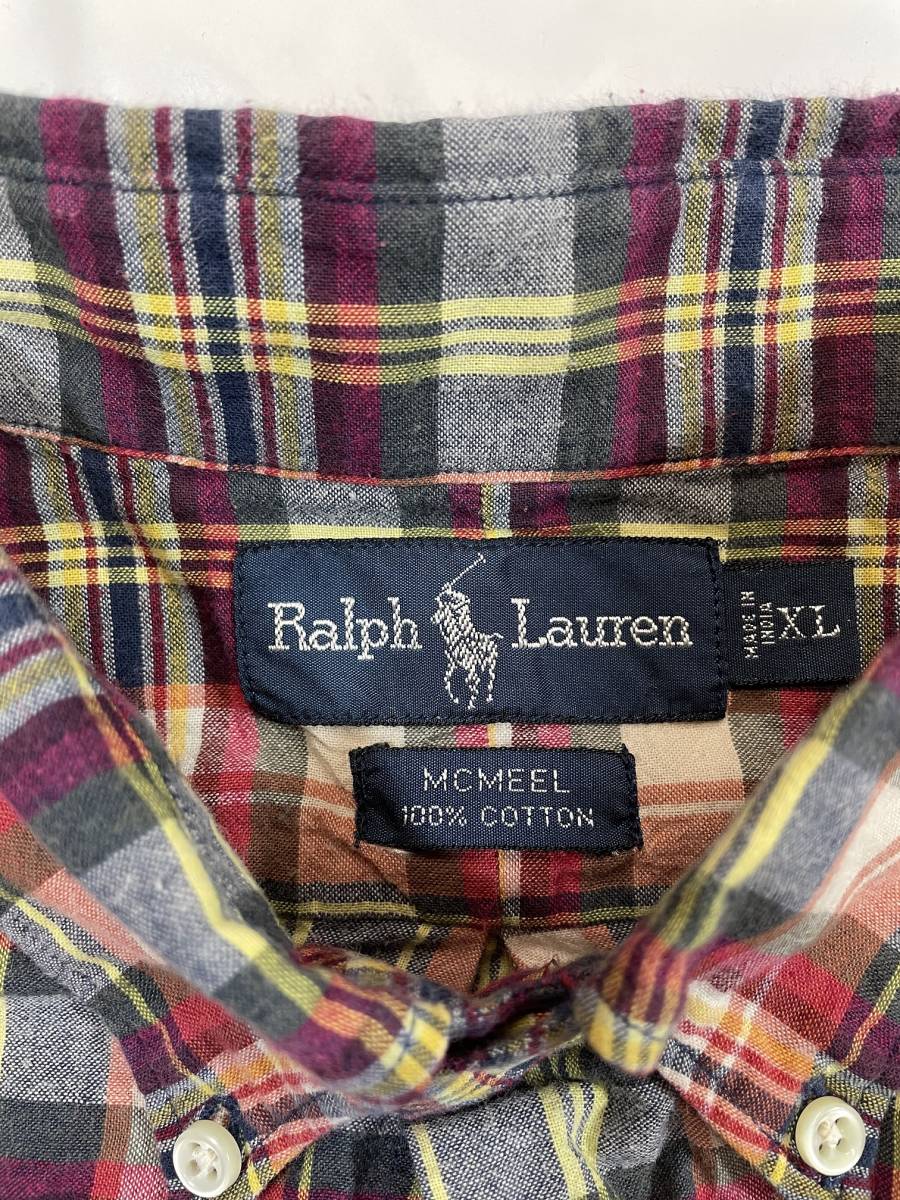 Ralph Lauren
MADE IN
INDIA
XL
MCMEEL
100% COTTON